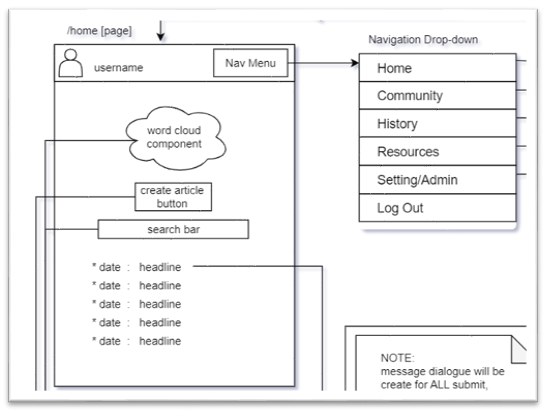 /home [page]
username
Nav Menu
word cloud
component
create article
button
search bar
* date : headline
* date : headline
* date : headline
* date : headline
* date : headline
Navigation Drop-down
Home
Community
History
Resources
Setting/Admin
Log Out
NOTE:
message dialogue will be
create for ALL submit,